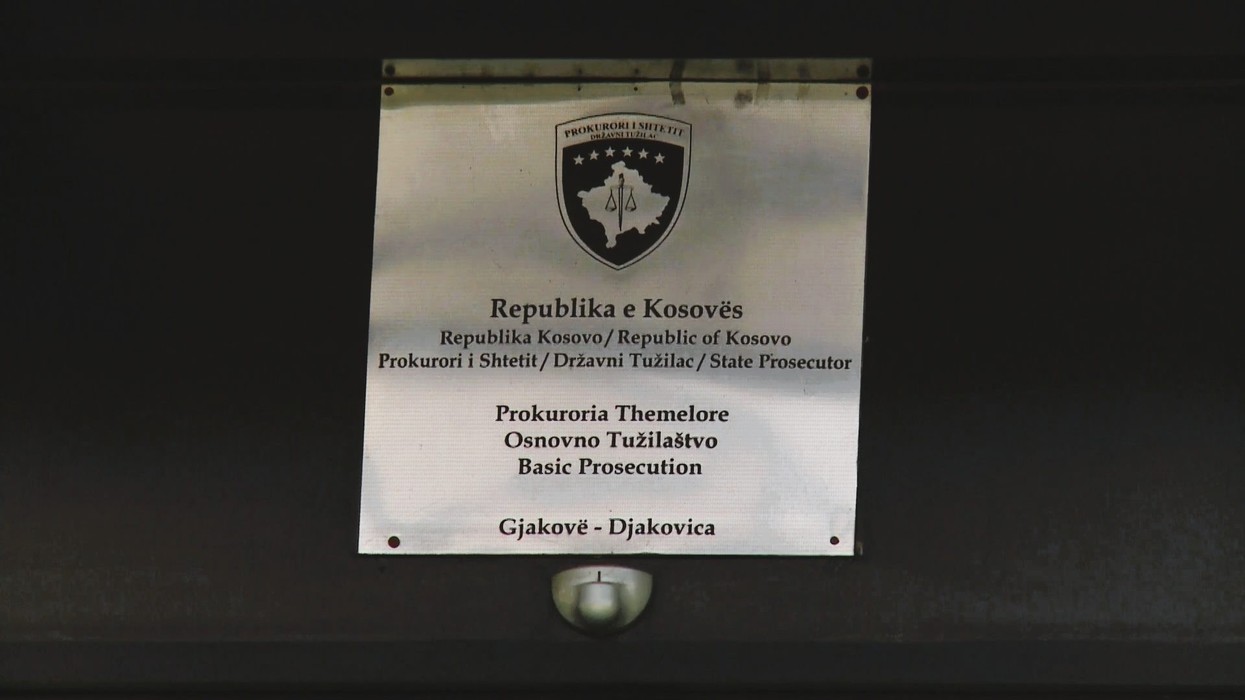 PROKURORI I SHTETIT
DRŽAVNI TUŽILAC
Republika e Kosovës
Republika Kosovo / Republic of Kosovo
Prokurori i Shtetit / Državni Tužilac / State Prosecutor
Prokuroria Themelore
Osnovno Tužilaštvo
Basic Prosecution
Gjakovë - Djakovica